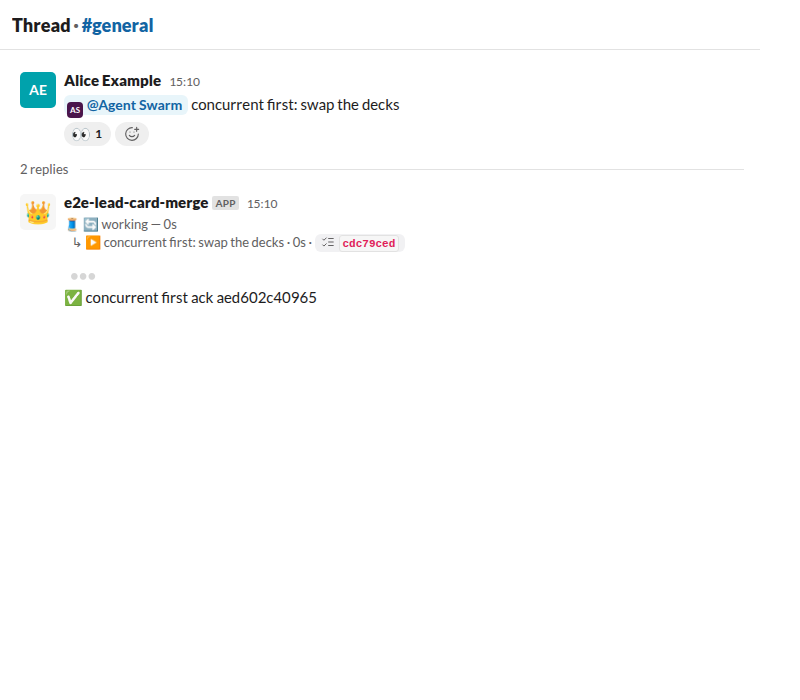 Thread • #general
AE
Alice Example 15:10
AS @Agent Swarm concurrent first: swap the decks
👀 1
2 replies
e2e-lead-card-merge APP 15:10
🧵 🔄 working — 0s
↳ ▶️ concurrent first: swap the decks · 0s · cdc79ced
✅ concurrent first ack aed602c40965